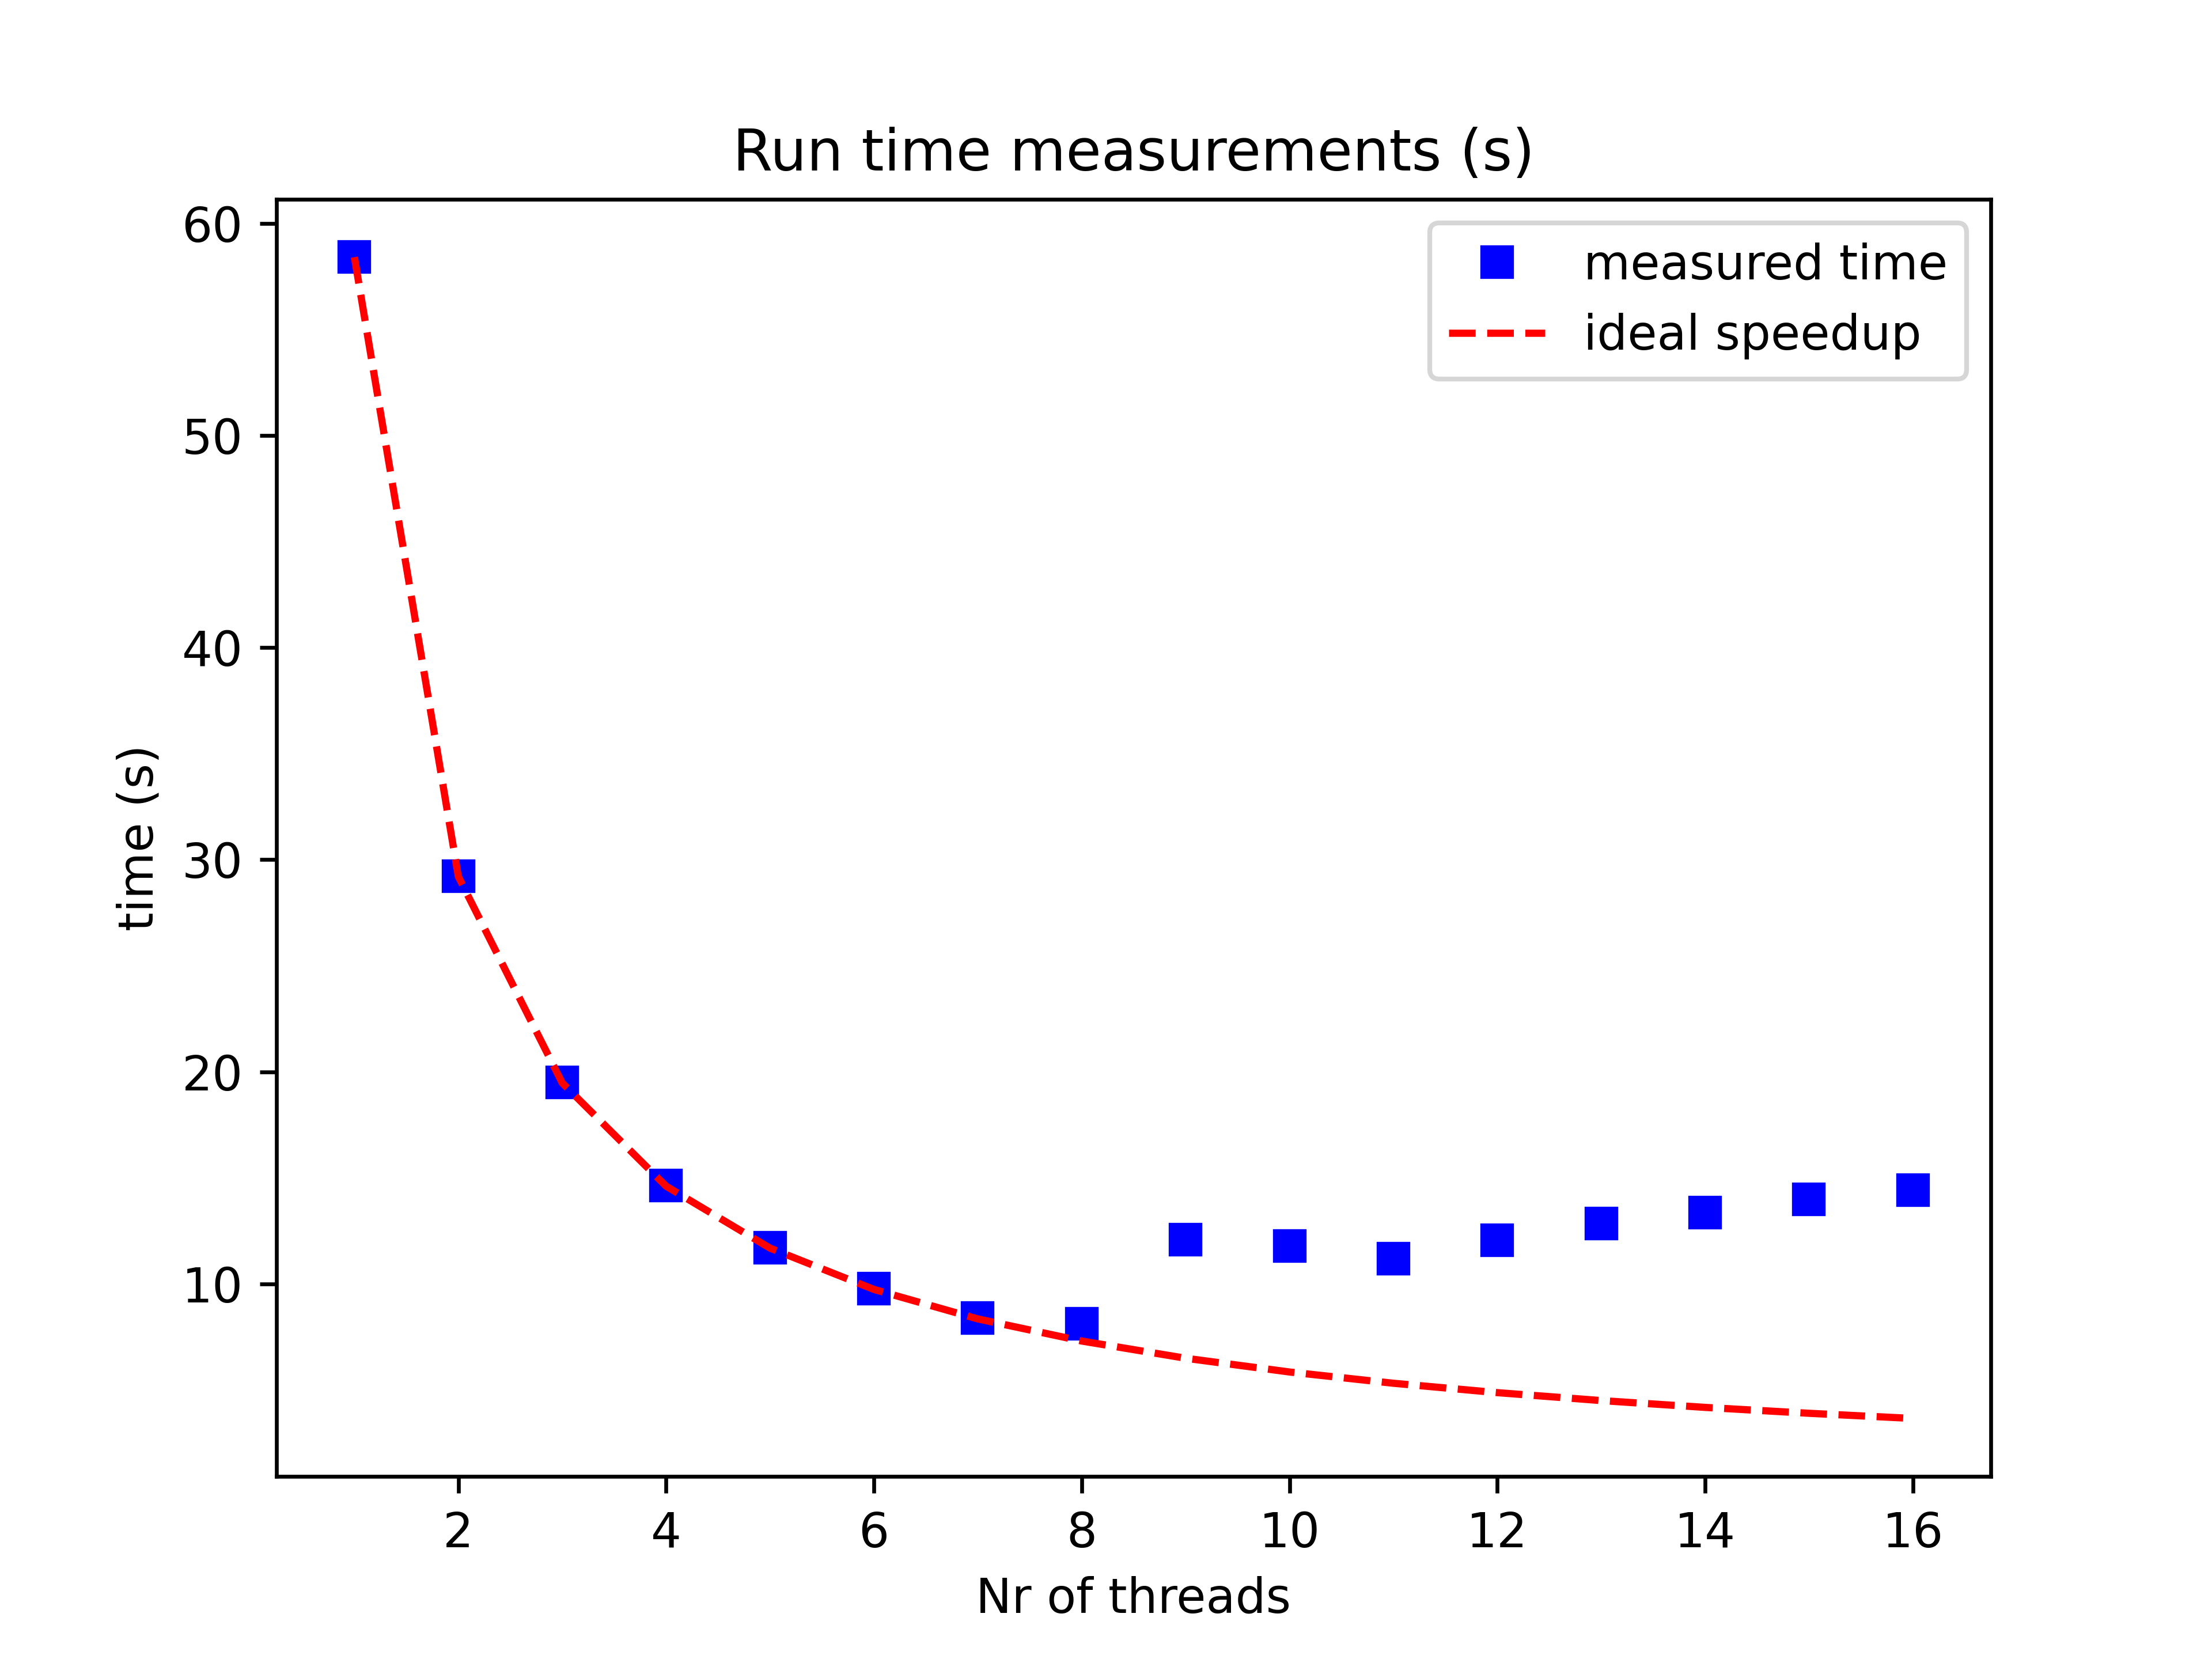 Run time measurements (s)
measured time
ideal speedup
60
50
40
30
20
10
time (s)
2 4 6 8 10 12 14 16
Nr of threads